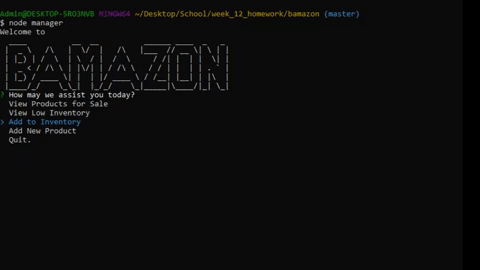 Admin@DESKTOP-5RO3NVB MINGW64 ~/Desktop/School/week_12_homework/bamazon (master)
$ node manager
Welcome to
BAMAZON
? How may we assist you today?
View Products for Sale
View Low Inventory
> Add to Inventory
Add New Product
Quit.